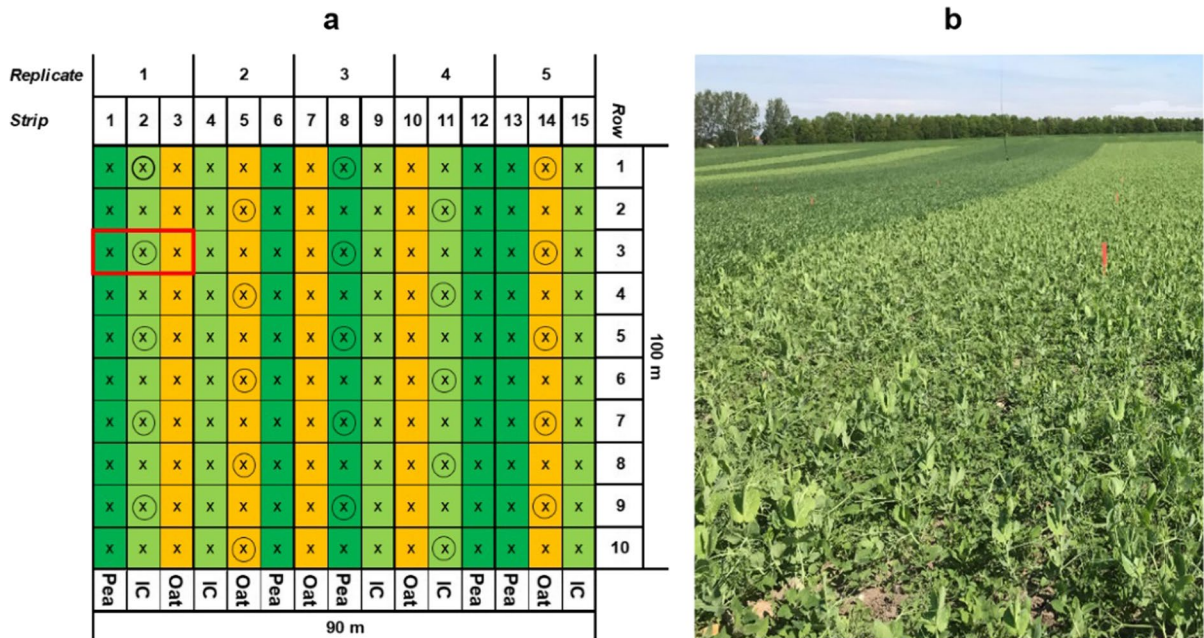 a
b
Replicate 1 2 3 4 5
Strip 1 2 3 4 5 6 7 8 9 10 11 12 13 14 15 Row
x x x x x x x x x x x x x x x 1
x x x x x x x x x x x x x x x 2
x x x x x x x x x x x x x x x 3
x x x x x x x x x x x x x x x 4
x x x x x x x x x x x x x x x 5
x x x x x x x x x x x x x x x 6
x x x x x x x x x x x x x x x 7
x x x x x x x x x x x x x x x 8
x x x x x x x x x x x x x x x 9
x x x x x x x x x x x x x x x 10
100 m
Pea IC Oat IC Oat Pea Oat Pea IC Oat IC Pea Pea Oat IC
90 m